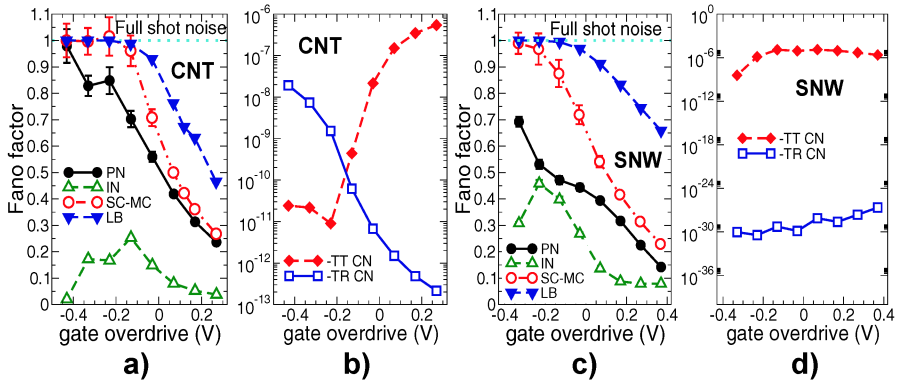 1.1
1
0.9
0.8
0.7
0.6
0.5
0.4
0.3
0.2
0.1
0
Fano factor
Full shot noise
CNT
PN
IN
SC-MC
LB
-0.4 -0.2 0 0.2
gate overdrive (V)
a)
10^-6
10^-7
10^-8
10^-9
10^-10
10^-11
10^-12
10^-13
CNT
-TT CN
-TR CN
-0.4 -0.2 0 0.2
gate overdrive (V)
b)
1.1
1
0.9
0.8
0.7
0.6
0.5
0.4
0.3
0.2
0.1
0
Fano factor
Full shot noise
SNW
PN
IN
SC-MC
LB
-0.4 -0.2 0 0.2 0.4
gate overdrive (V)
c)
10^0
10^-6
10^-12
10^-18
10^-24
10^-30
10^-36
SNW
-TT CN
-TR CN
-0.4 -0.2 0 0.2 0.4
gate overdrive (V)
d)